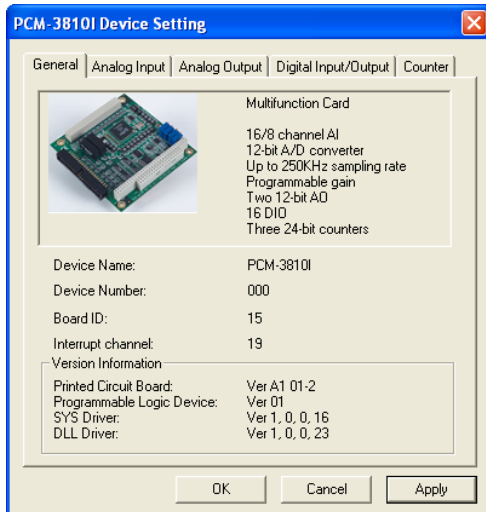 PCM-3810I Device Setting
General Analog Input Analog Output Digital Input/Output Counter
Multifunction Card
16/8 channel AI
12-bit A/D converter
Up to 250KHz sampling rate
Programmable gain
Two 12-bit AO
16 DIO
Three 24-bit counters
Device Name: PCM-3810I
Device Number: 000
Board ID: 15
Interrupt channel: 19
Version Information
Printed Circuit Board: Ver A1 01-2
Programmable Logic Device: Ver 01
SYS Driver: Ver 1, 0, 0, 16
DLL Driver: Ver 1, 0, 0, 23
OK Cancel Apply